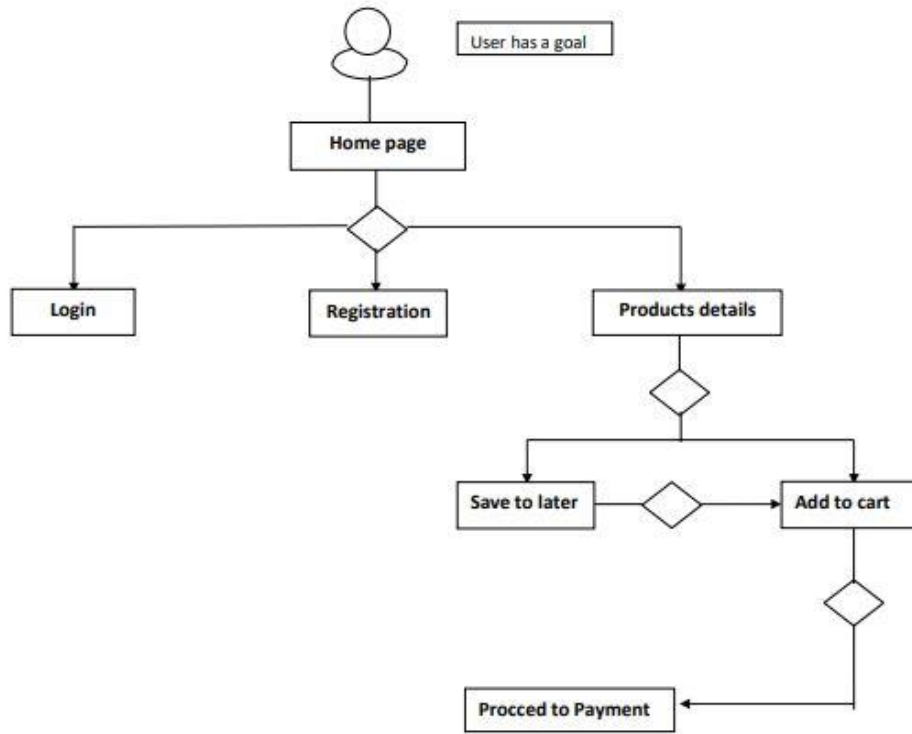 User has a goal
Home page
Login
Registration
Products details
Save to later
Add to cart
Procced to Payment